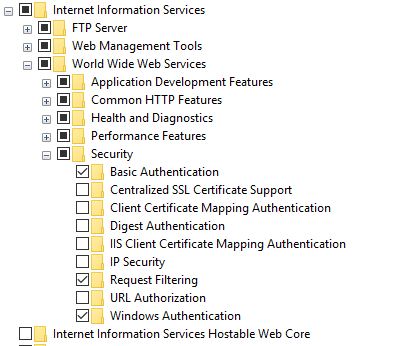 Internet Information Services
FTP Server
Web Management Tools
World Wide Web Services
Application Development Features
Common HTTP Features
Health and Diagnostics
Performance Features
Security
Basic Authentication
Centralized SSL Certificate Support
Client Certificate Mapping Authentication
Digest Authentication
IIS Client Certificate Mapping Authentication
IP Security
Request Filtering
URL Authorization
Windows Authentication
Internet Information Services Hostable Web Core